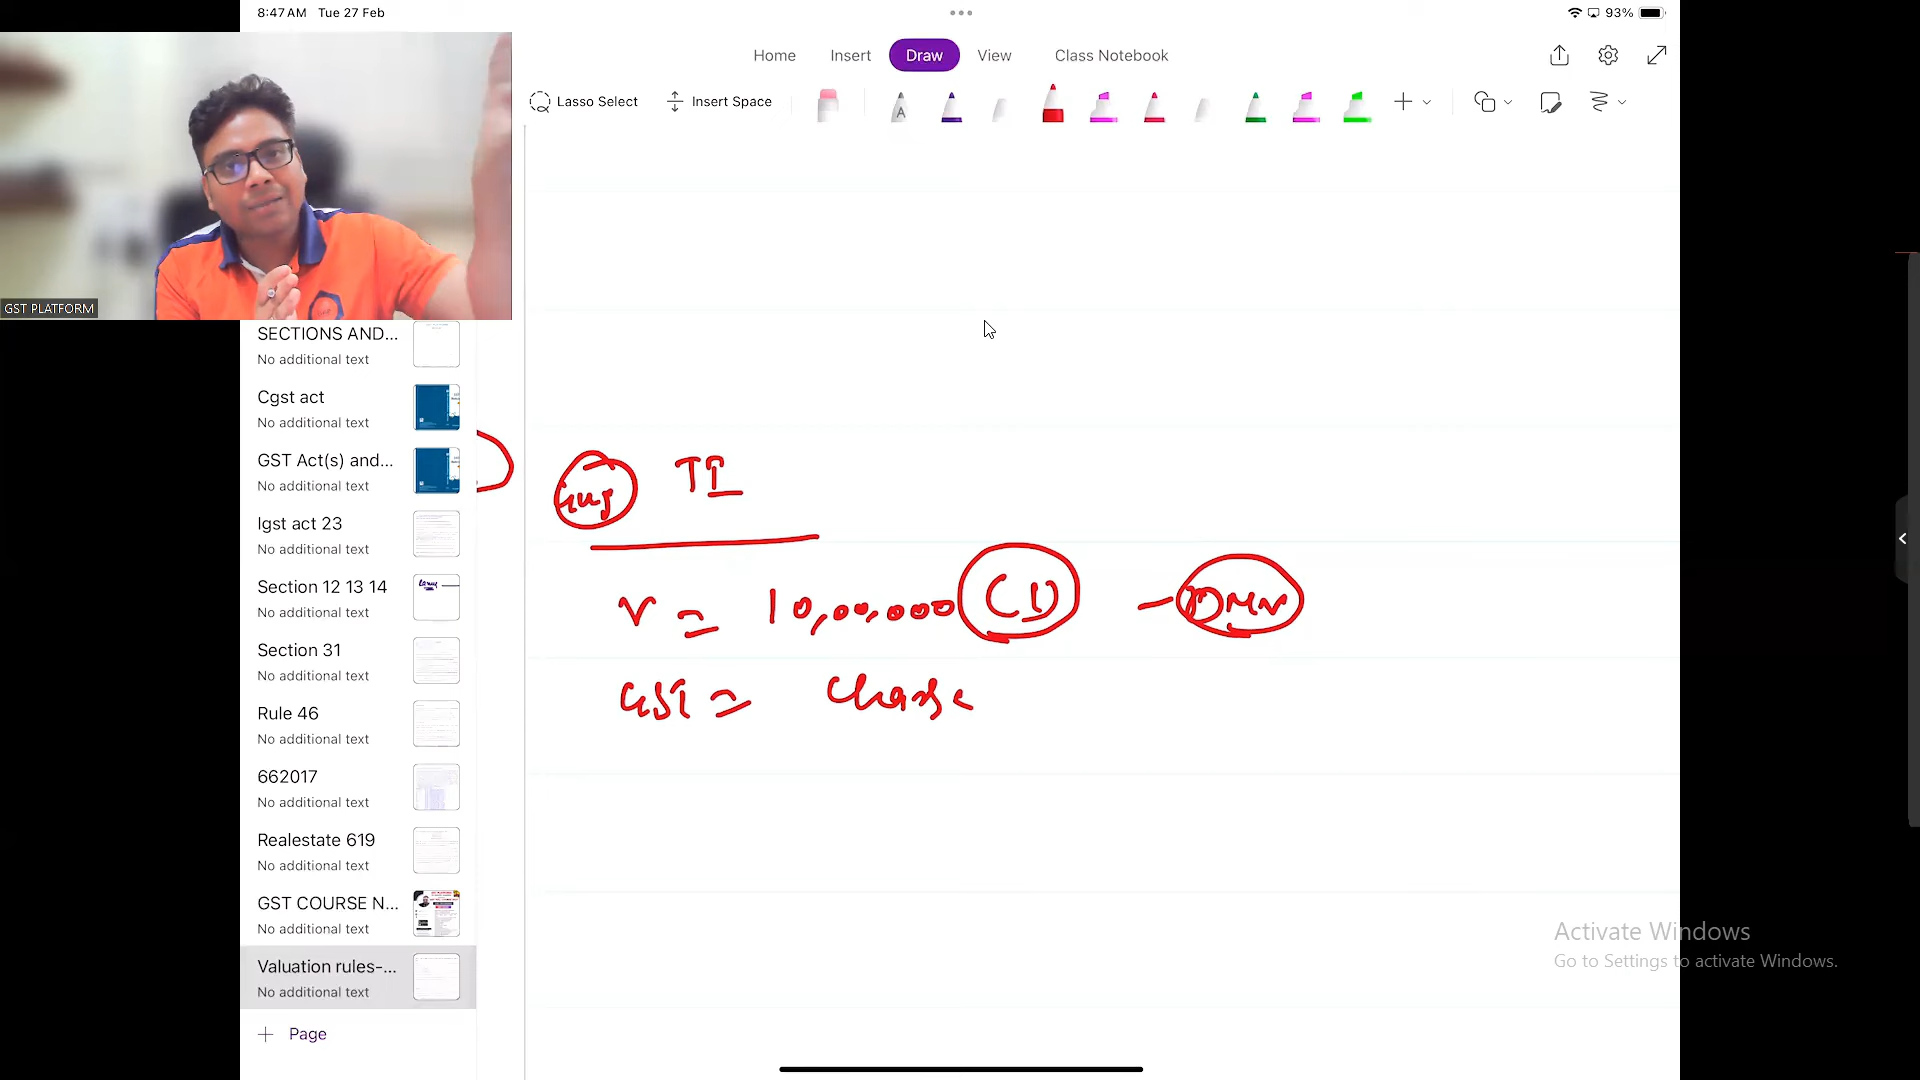 8:47 AM Tue 27 Feb
93%
Home Insert Draw View Class Notebook
Lasso Select Insert Space
A
GST PLATFORM
SECTIONS AND...
No additional text
Cgst act
No additional text
GST Act(s) and...
No additional text
Igst act 23
No additional text
Section 12 13 14
No additional text
Section 31
No additional text
Rule 46
No additional text
662017
No additional text
Realestate 619
No additional text
GST COURSE N...
No additional text
Valuation rules-...
No additional text
Page
TI
V = 10,00,000 (D)
GST = Charge
Activate Windows
Go to Settings to activate Windows.